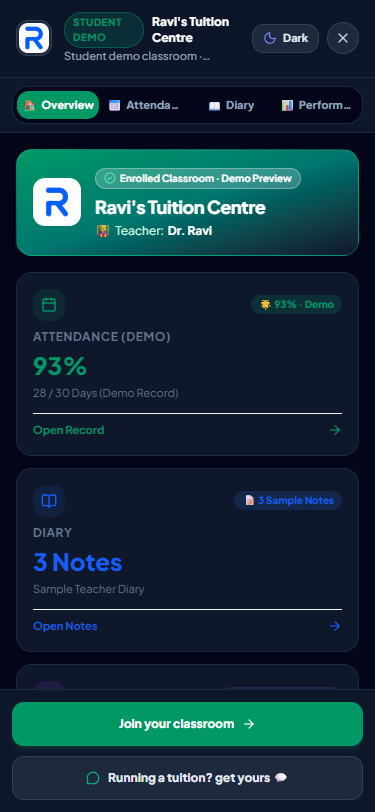 STUDENT DEMO
Ravi's Tuition Centre
Student demo classroom ·...
Dark
Overview
Attenda...
Diary
Perform...
Enrolled Classroom · Demo Preview
Ravi's Tuition Centre
Teacher: Dr. Ravi
93% · Demo
ATTENDANCE (DEMO)
93%
28 / 30 Days (Demo Record)
Open Record
3 Sample Notes
DIARY
3 Notes
Sample Teacher Diary
Open Notes
Join your classroom
Running a tuition? get yours